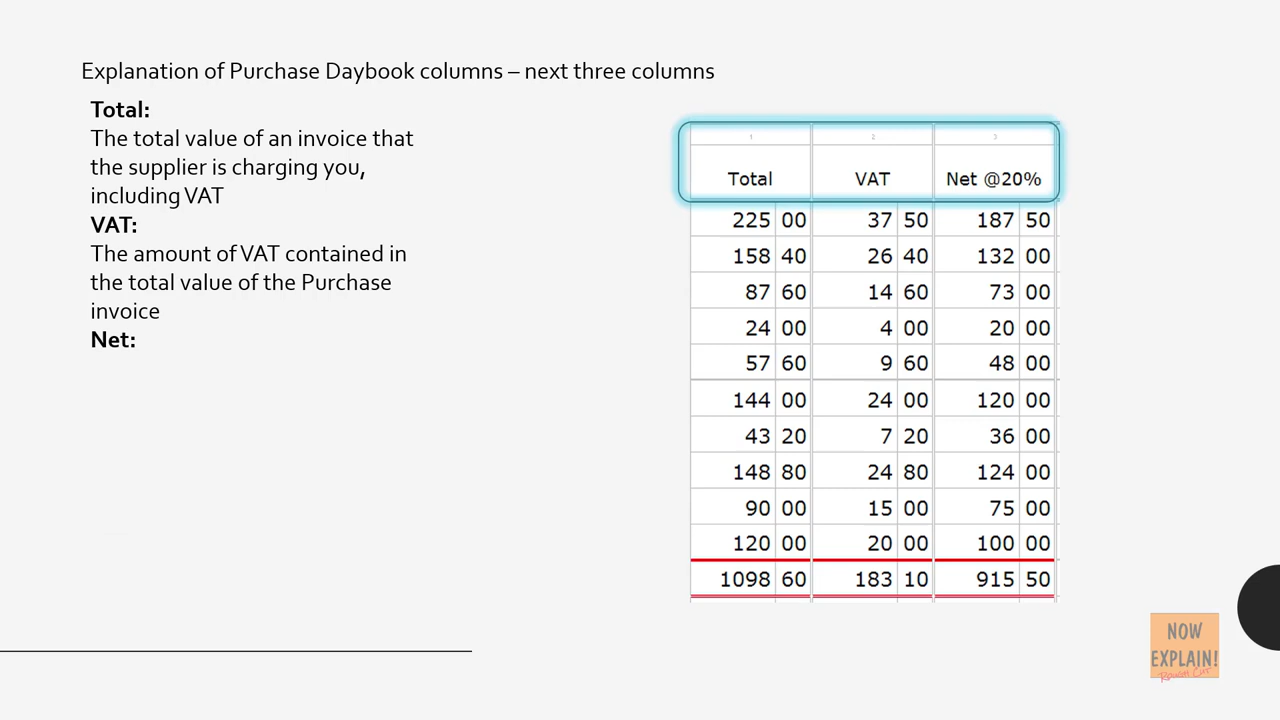 Explanation of Purchase Daybook columns – next three columns
Total:
The total value of an invoice that
the supplier is charging you,
including VAT
VAT:
The amount of VAT contained in
the total value of the Purchase
invoice
Net:
1 2 3
Total VAT Net @20%
225 00 37 50 187 50
158 40 26 40 132 00
87 60 14 60 73 00
24 00 4 00 20 00
57 60 9 60 48 00
144 00 24 00 120 00
43 20 7 20 36 00
148 80 24 80 124 00
90 00 15 00 75 00
120 00 20 00 100 00
1098 60 183 10 915 50
NOW
EXPLAIN!
ROUGH CUT